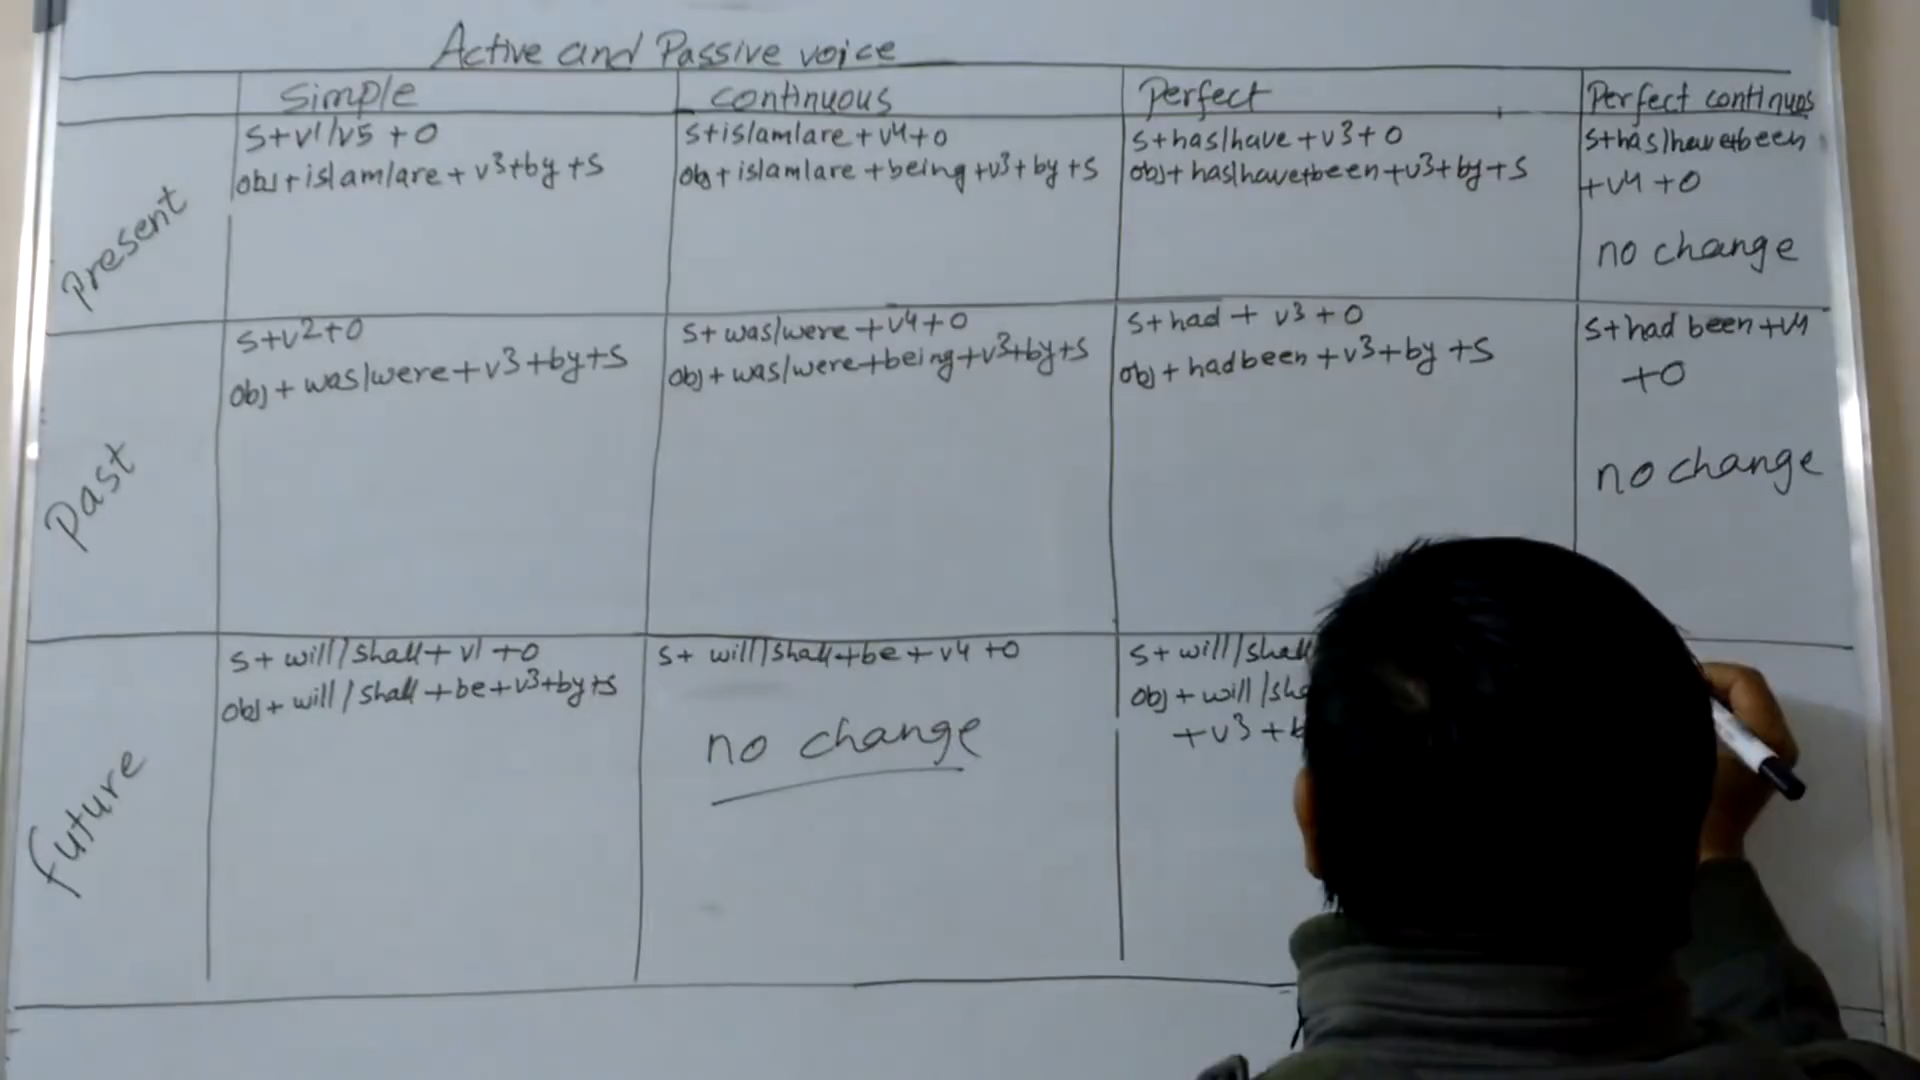 Active and Passive voice
Simple
continuous
Perfect
Perfect continuos
Present
S+v1/v5 +O
obj+is/am/are+v3+by+S
S+is/am/are+v4+O
obj+is/am/are+being+v3+by+S
S+has/have+v3+O
obj+has/have+been+v3+by+S
S+has/have+been
+v4+O
no change
Past
S+v2+O
obj+was/were+v3+by+S
S+was/were+v4+O
obj+was/were+being+v3+by+S
S+had+v3+O
obj+had been+v3+by+S
S+had been+v4
+O
no change
Future
S+will/shall+v1+O
obj+will/shall+be+v3+by+S
S+will/shall+be+v4+O
no change
S+will/shall
obj+will/sha
+v3+b